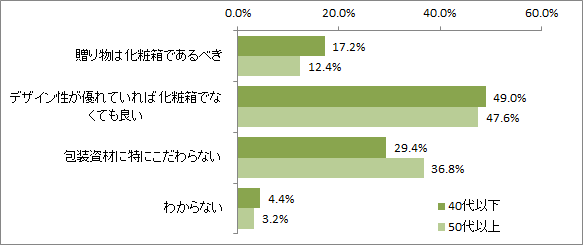 0.0% 20.0% 40.0% 60.0%
贈り物は化粧箱であるべき
17.2%
12.4%
デザイン性が優れていれば化粧箱でな
くても良い
49.0%
47.6%
包装資材に特にこだわらない
29.4%
36.8%
わからない
4.4%
3.2%
40代以下
50代以上